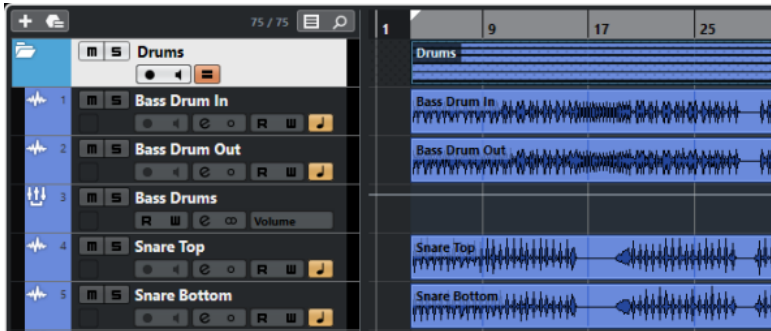 75 / 75
1 9 17 25
m S Drums
Drums
1 m S Bass Drum In
e R W
Bass Drum In
2 m S Bass Drum Out
e R W
Bass Drum Out
3 m S Bass Drums
R W e Volume
4 m S Snare Top
e R W
Snare Top
5 m S Snare Bottom
e R W
Snare Bottom